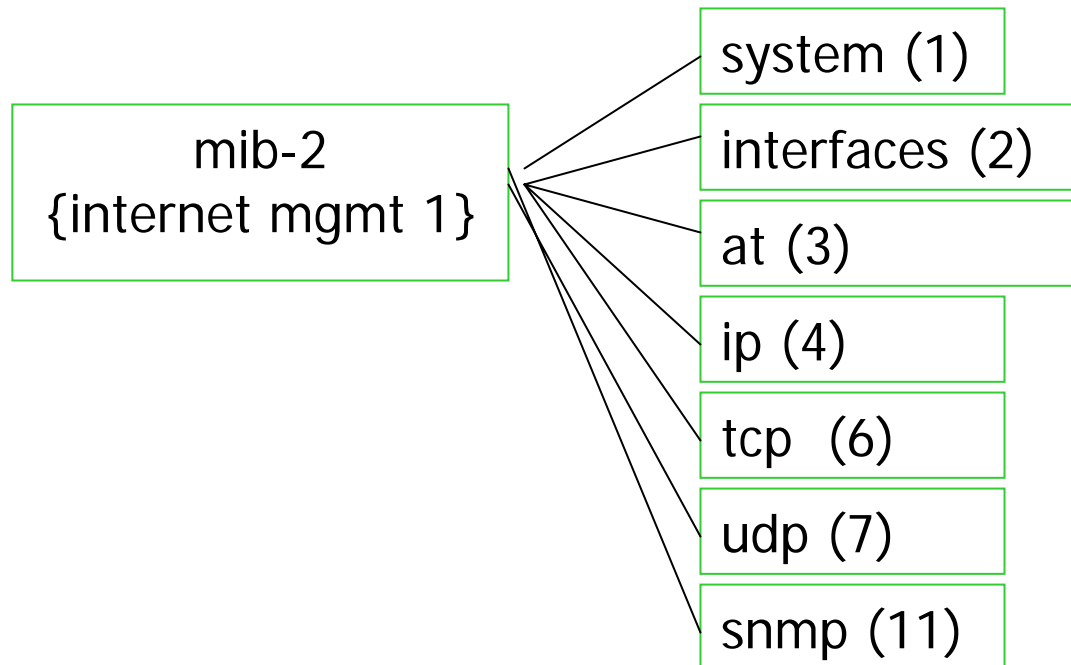 mib-2
{internet mgmt 1}
system (1)
interfaces (2)
at (3)
ip (4)
tcp (6)
udp (7)
snmp (11)